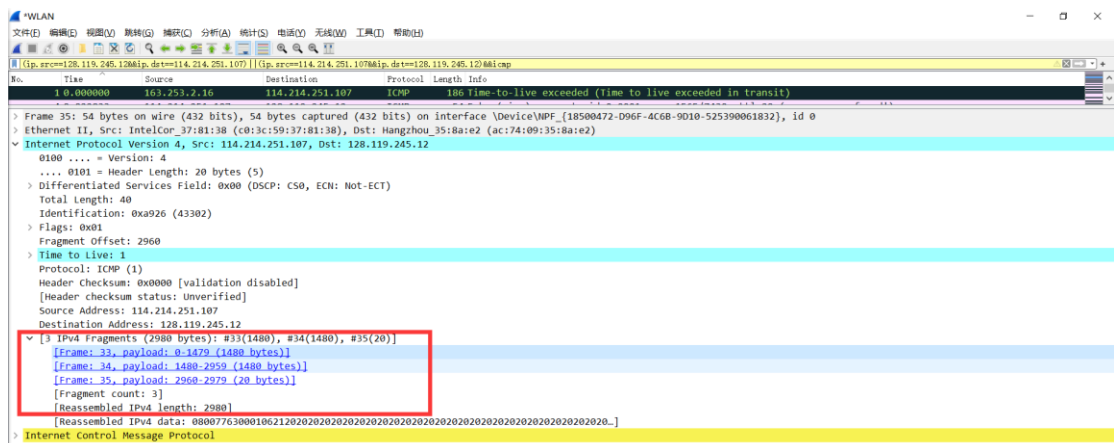 *WLAN
文件(F) 编辑(E) 视图(V) 跳转(G) 捕获(C) 分析(A) 统计(S) 电话(Y) 无线(W) 工具(T) 帮助(H)
(ip.src==128.119.245.12&&ip.dst==114.214.251.107)||(ip.src==114.214.251.107&&ip.dst==128.119.245.12)&&icmp
No. Time Source Destination Protocol Length Info
1 0.000000 163.253.2.16 114.214.251.107 ICMP 186 Time-to-live exceeded (Time to live exceeded in transit)
Frame 35: 54 bytes on wire (432 bits), 54 bytes captured (432 bits) on interface \Device\NPF_{18500472-D96F-4C6B-9D10-525390061832}, id 0
Ethernet II, Src: IntelCor_37:81:38 (c0:3c:59:37:81:38), Dst: Hangzhou_35:8a:e2 (ac:74:09:35:8a:e2)
Internet Protocol Version 4, Src: 114.214.251.107, Dst: 128.119.245.12
0100 .... = Version: 4
.... 0101 = Header Length: 20 bytes (5)
Differentiated Services Field: 0x00 (DSCP: CS0, ECN: Not-ECT)
Total Length: 40
Identification: 0xa926 (43302)
Flags: 0x01
Fragment Offset: 2960
Time to Live: 1
Protocol: ICMP (1)
Header Checksum: 0x0000 [validation disabled]
[Header checksum status: Unverified]
Source Address: 114.214.251.107
Destination Address: 128.119.245.12
[3 IPv4 Fragments (2980 bytes): #33(1480), #34(1480), #35(20)]
[Frame: 33, payload: 0-1479 (1480 bytes)]
[Frame: 34, payload: 1480-2959 (1480 bytes)]
[Frame: 35, payload: 2960-2979 (20 bytes)]
[Fragment count: 3]
[Reassembled IPv4 length: 2980]
[Reassembled IPv4 data:
Internet Control Message Protocol